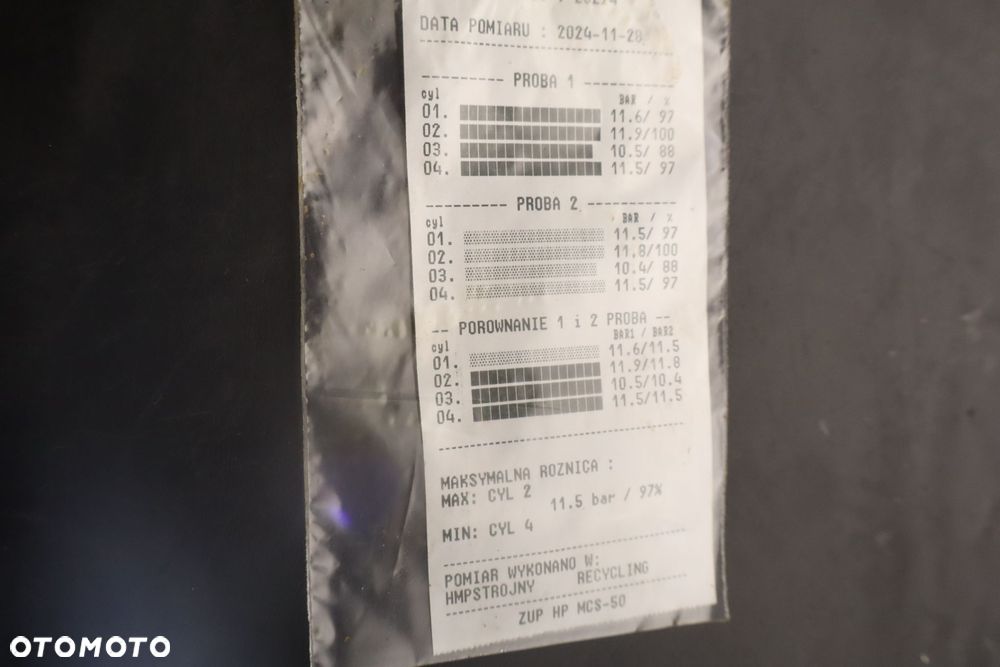 DATA POMIARU : 2024-11-28
-------- PROBA 1 --------
cyl BAR / %
01. 11.6/ 97
02. 11.9/100
03. 10.5/ 88
04. 11.5/ 97
-------- PROBA 2 --------
cyl BAR / %
01. 11.5/ 97
02. 11.8/100
03. 10.4/ 88
04. 11.5/ 97
-- POROWNANIE 1 i 2 PROBA --
cyl BAR1 / BAR2
01. 11.6/11.5
02. 11.9/11.8
03. 10.5/10.4
04. 11.5/11.5
MAKSYMALNA ROZNICA :
MAX: CYL 2
11.5 bar / 97%
MIN: CYL 4
POMIAR WYKONANO W:
HMPSTROJNY RECYCLING
ZUP HP MCS-50
OTOMOTO